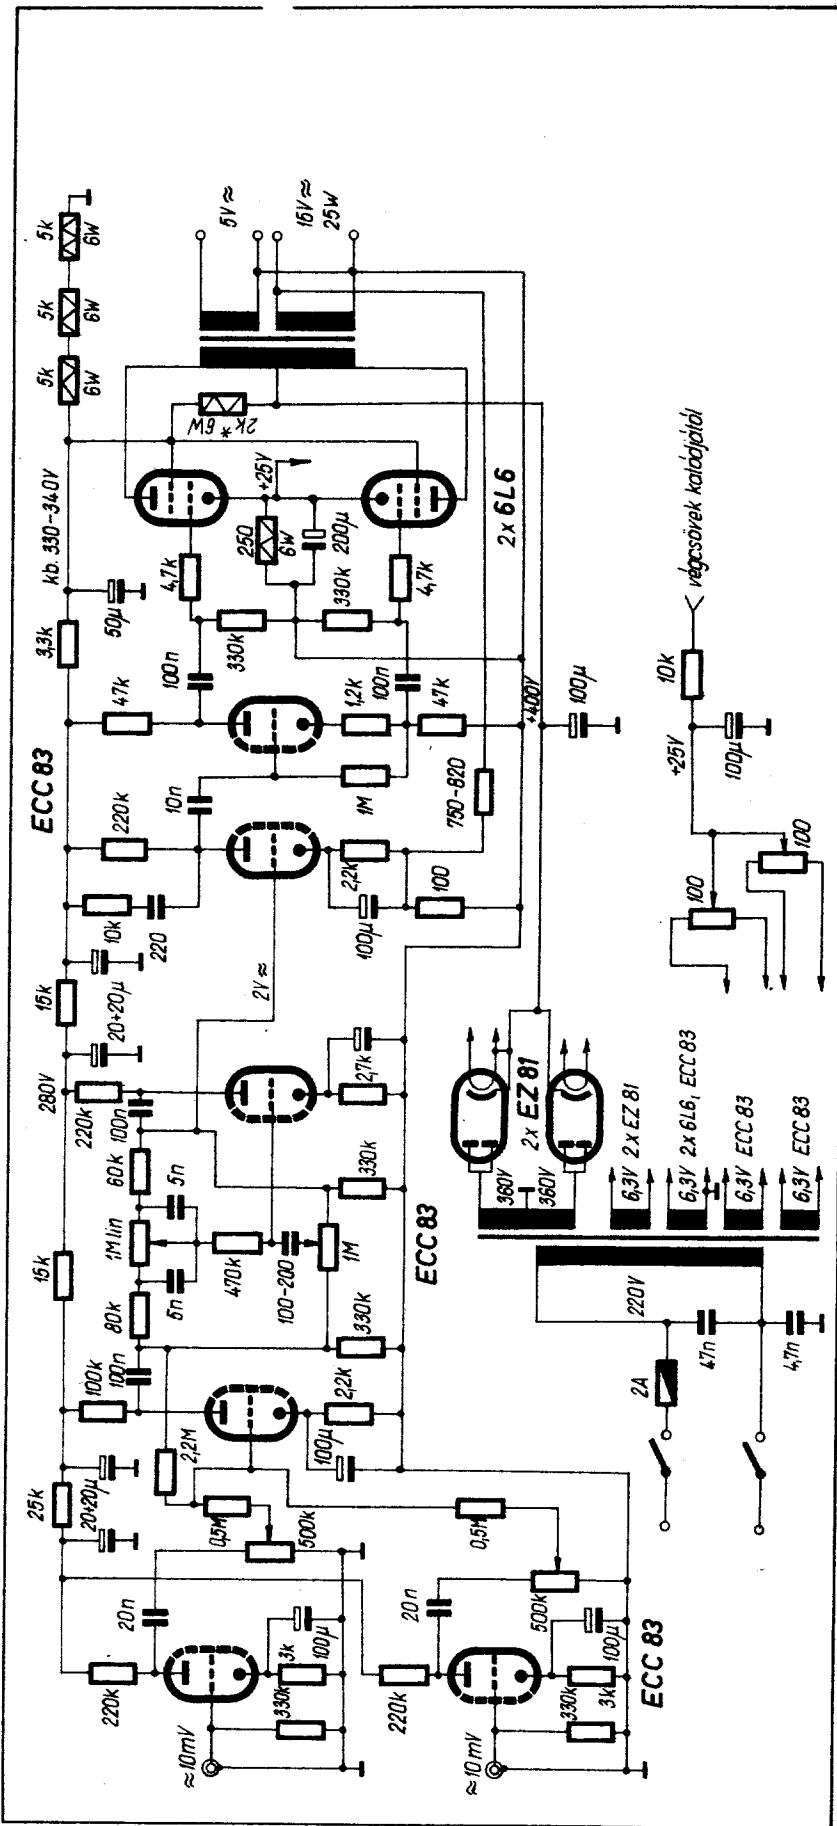 5k
6W
5k
6W
5k
6W
5V≈
15V≈
25W
2k* 6W
kb. 330-340V
+25V
250
6W
200µ
2x 6L6
4,7k
330k
330k
4,7k
50µ
3,3k
100n
100n
47k
1,2k
47k
ECC 83
220k
10n
1M
750-820
+400V
100µ
10k
220
2,2k
100µ
100
15k
20+20µ
2V≈
280V
220k
100n
2,7k
60k
5n
330k
1M lin
470k
100-200
1M
ECC 83
15k
80k
5n
330k
100k
100n
2,2k
100µ
25k
20+20µ
2,2M
0,5M
500k
0,5M
500k
20n
20n
220k
3k
100µ
330k
≈10mV
220k
3k
100µ
330k
≈10mV
ECC 83
2x EZ 81
360V
360V
6,3V 2x EZ 81
6,3V 2x 6L6, ECC 83
6,3V ECC 83
6,3V ECC 83
220V
2A
47n
4,7n
végcsövek katódjától
10k
+25V
100µ
100
100